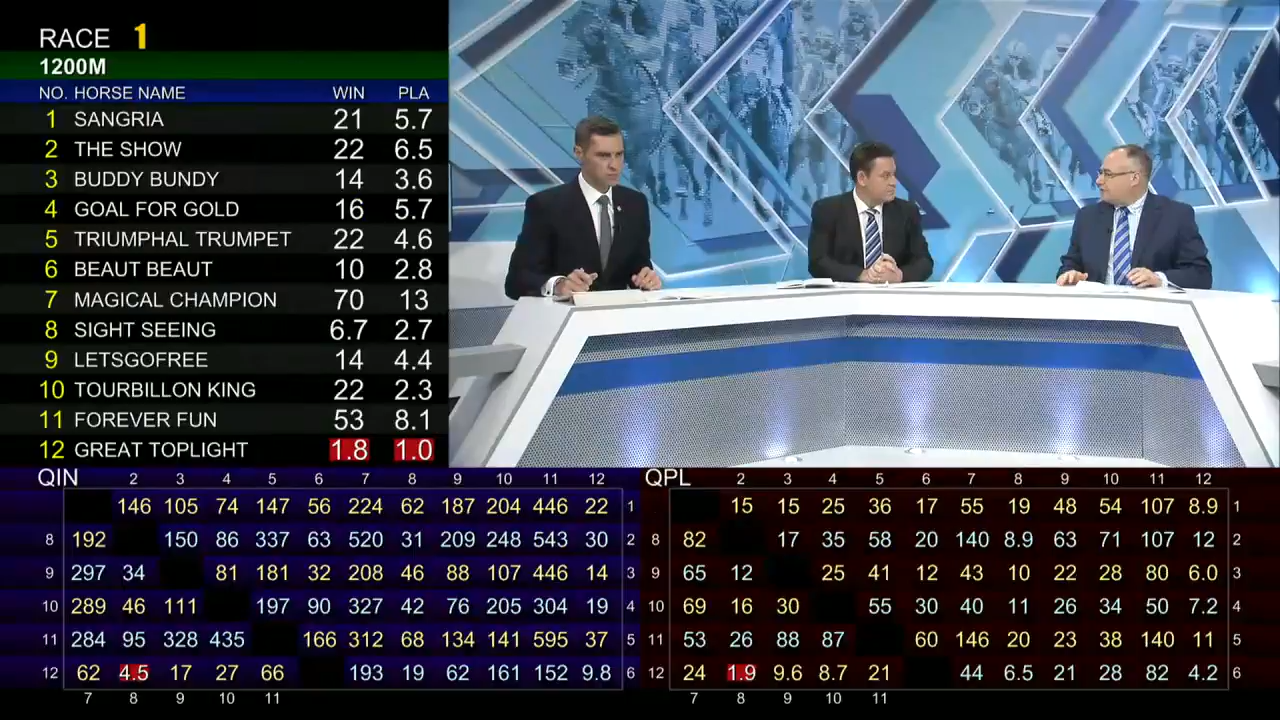 RACE 1
1200M
NO. HORSE NAME WIN PLA
1 SANGRIA 21 5.7
2 THE SHOW 22 6.5
3 BUDDY BUNDY 14 3.6
4 GOAL FOR GOLD 16 5.7
5 TRIUMPHAL TRUMPET 22 4.6
6 BEAUT BEAUT 10 2.8
7 MAGICAL CHAMPION 70 13
8 SIGHT SEEING 6.7 2.7
9 LETSGOFREE 14 4.4
10 TOURBILLON KING 22 2.3
11 FOREVER FUN 53 8.1
12 GREAT TOPLIGHT 1.8 1.0
QIN 2 3 4 5 6 7 8 9 10 11 12
146 105 74 147 56 224 62 187 204 446 22 1
8 192 150 86 337 63 520 31 209 248 543 30 2
9 297 34 81 181 32 208 46 88 107 446 14 3
10 289 46 111 197 90 327 42 76 205 304 19 4
11 284 95 328 435 166 312 68 134 141 595 37 5
12 62 4.5 17 27 66 193 19 62 161 152 9.8 6
7 8 9 10 11
QPL 2 3 4 5 6 7 8 9 10 11 12
15 15 25 36 17 55 19 48 54 107 8.9 1
8 82 17 35 58 20 140 8.9 63 71 107 12 2
9 65 12 25 41 12 43 10 22 28 80 6.0 3
10 69 16 30 55 30 40 11 26 34 50 7.2 4
11 53 26 88 87 60 146 20 23 38 140 11 5
12 24 1.9 9.6 8.7 21 44 6.5 21 28 82 4.2 6
7 8 9 10 11